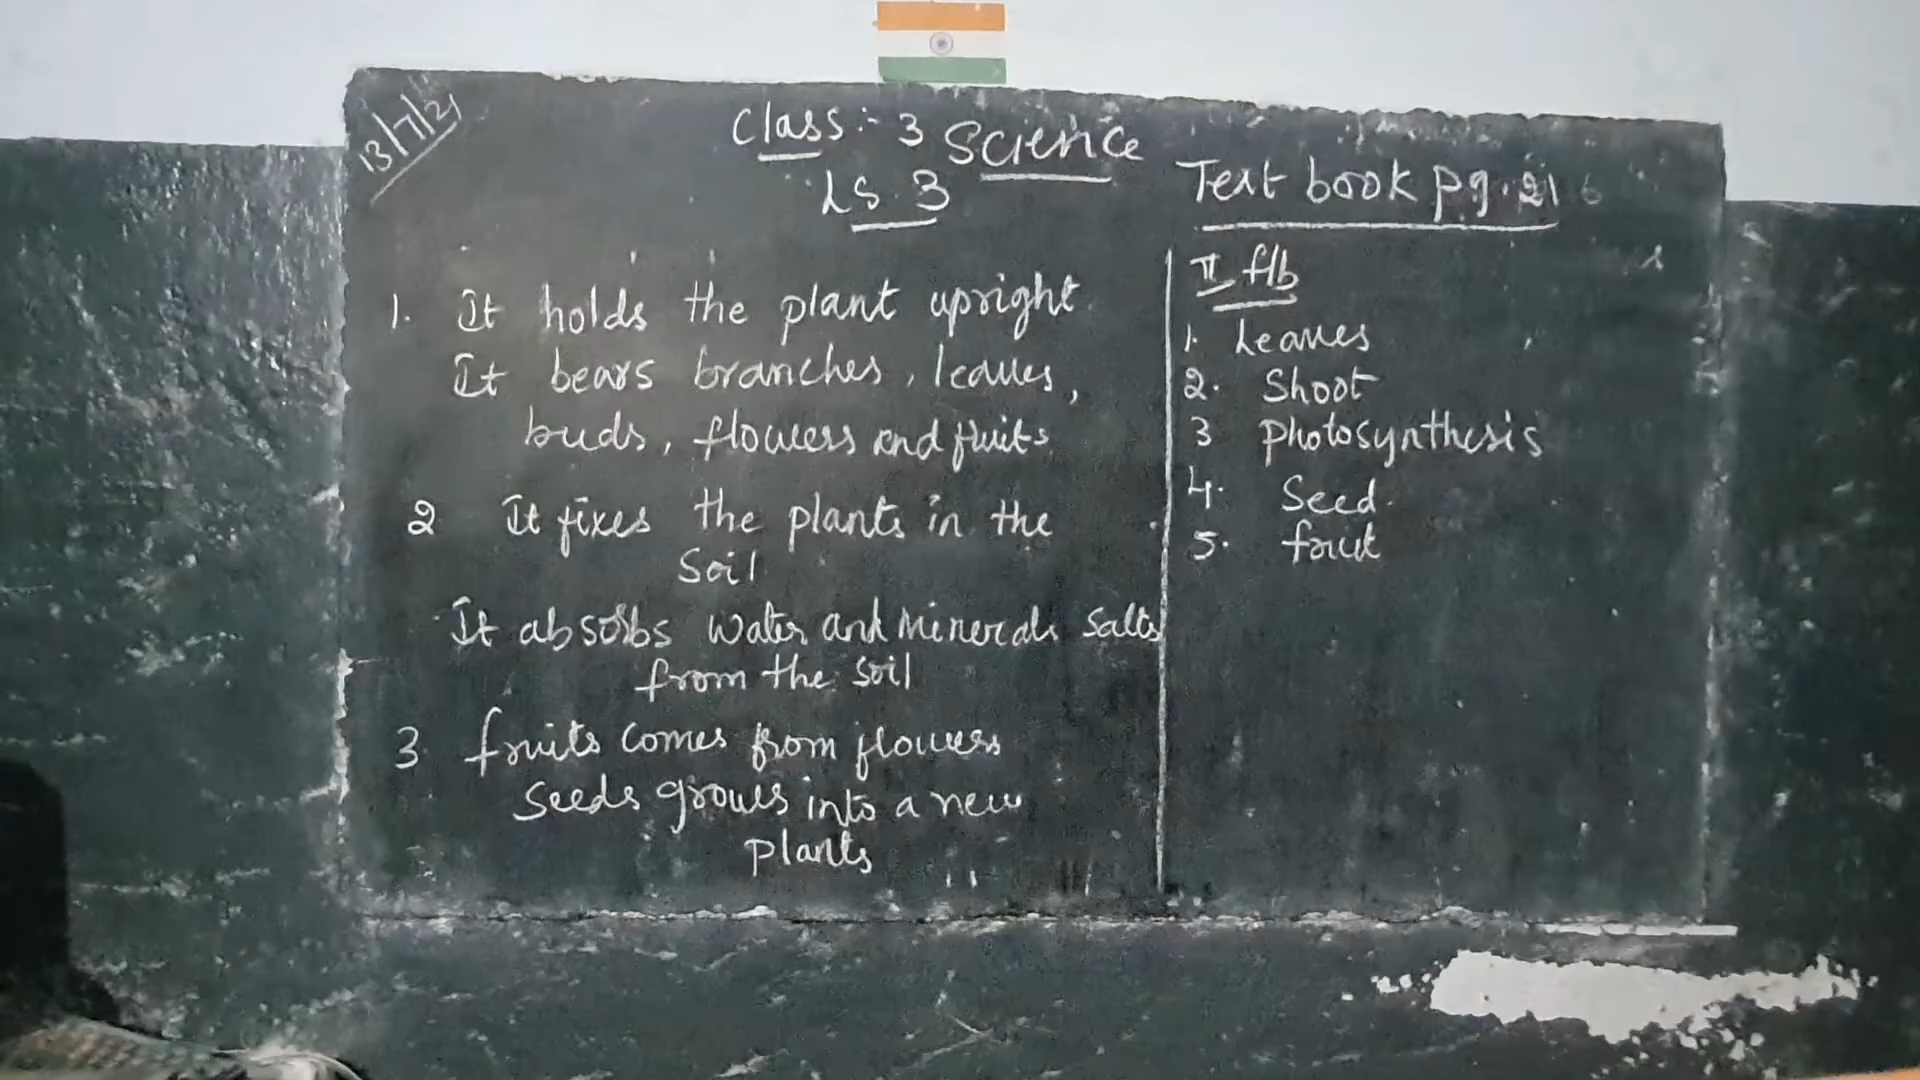 13/7/21
Class :- 3 Science
Ls. 3
Text book pg. 21
1. It holds the plant upright
It bears branches, leaves,
buds, flowers and fruits
2 It fixes the plants in the
Soil
It absorbs water and minerals salts
from the soil
3 fruits comes from flowers
Seeds grows into a new
plants
II f/b
1. Leaves
2. Shoot
3 photosynthesis
4. Seed.
5. fruit